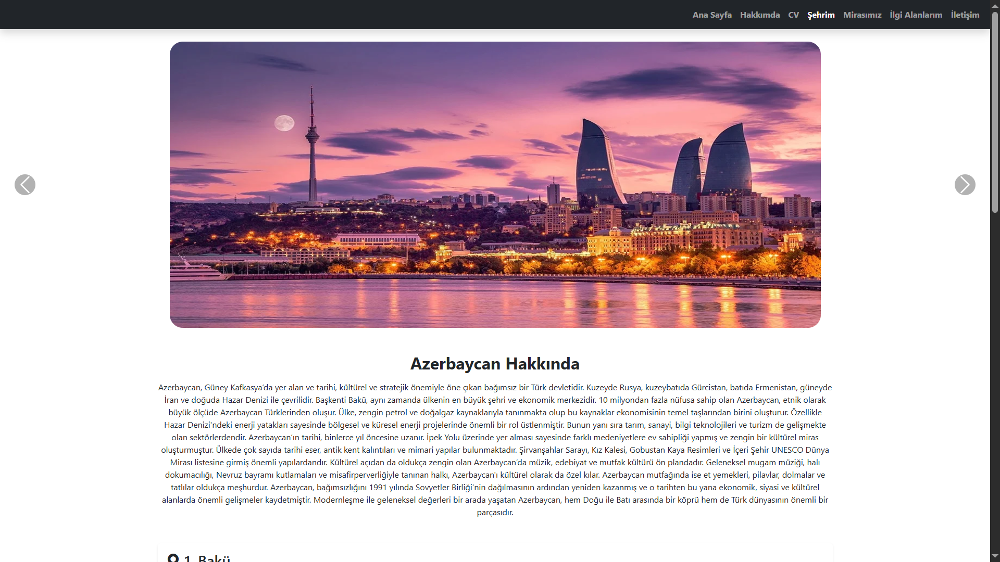 Ana Sayfa Hakkımda CV Şehrim Mirasımız İlgi Alanlarım İletişim
Azerbaycan Hakkında
Azerbaycan, Güney Kafkasya’da yer alan ve tarihi, kültürel ve stratejik önemiyle öne çıkan bağımsız bir Türk devletidir. Kuzeyde Rusya, kuzeybatıda Gürcistan, batıda Ermenistan, güneyde
İran ve doğuda Hazar Denizi ile çevrilidir. Başkenti Bakü, aynı zamanda ülkenin en büyük şehri ve ekonomik merkezidir. 10 milyondan fazla nüfusa sahip olan Azerbaycan, etnik olarak
büyük ölçüde Azerbaycan Türklerinden oluşur. Ülke, zengin petrol ve doğalgaz kaynaklarıyla tanınmakta olup bu kaynaklar ekonomisinin temel taşlarından birini oluşturur. Özellikle
Hazar Denizi'ndeki enerji yatakları sayesinde bölgesel ve küresel enerji projelerinde önemli bir rol üstlenmiştir. Bunun yanı sıra tarım, sanayi, bilgi teknolojileri ve turizm de gelişmekte
olan sektörlerdendir. Azerbaycan’ın tarihi, binlerce yıl öncesine uzanır. İpek Yolu üzerinde yer alması sayesinde farklı medeniyetlere ev sahipliği yapmış ve zengin bir kültürel miras
oluşturmuştur. Ülkede çok sayıda tarihi eser, antik kent kalıntıları ve mimari yapılar bulunmaktadır. Şirvanşahlar Sarayı, Kız Kalesi, Gobustan Kaya Resimleri ve İçeri Şehir UNESCO Dünya
Mirası listesine girmiş önemli yapılardandır. Kültürel açıdan da oldukça zengin olan Azerbaycan’da müzik, edebiyat ve mutfak kültürü ön plandadır. Geleneksel mugam müziği, halı
dokumacılığı, Nevruz bayramı kutlamaları ve misafirperverliğiyle tanınan halkı, Azerbaycan'ı kültürel olarak da özel kılar. Azerbaycan mutfağında ise et yemekleri, pilavlar, dolmalar ve
tatlılar oldukça meşhurdur. Azerbaycan, bağımsızlığını 1991 yılında Sovyetler Birliği’nin dağılmasının ardından yeniden kazanmış ve o tarihten bu yana ekonomik, siyasi ve kültürel
alanlarda önemli gelişmeler kaydetmiştir. Modernleşme ile geleneksel değerleri bir arada yaşatan Azerbaycan, hem Doğu ile Batı arasında bir köprü hem de Türk dünyasının önemli bir
parçasıdır.
1. Bakü